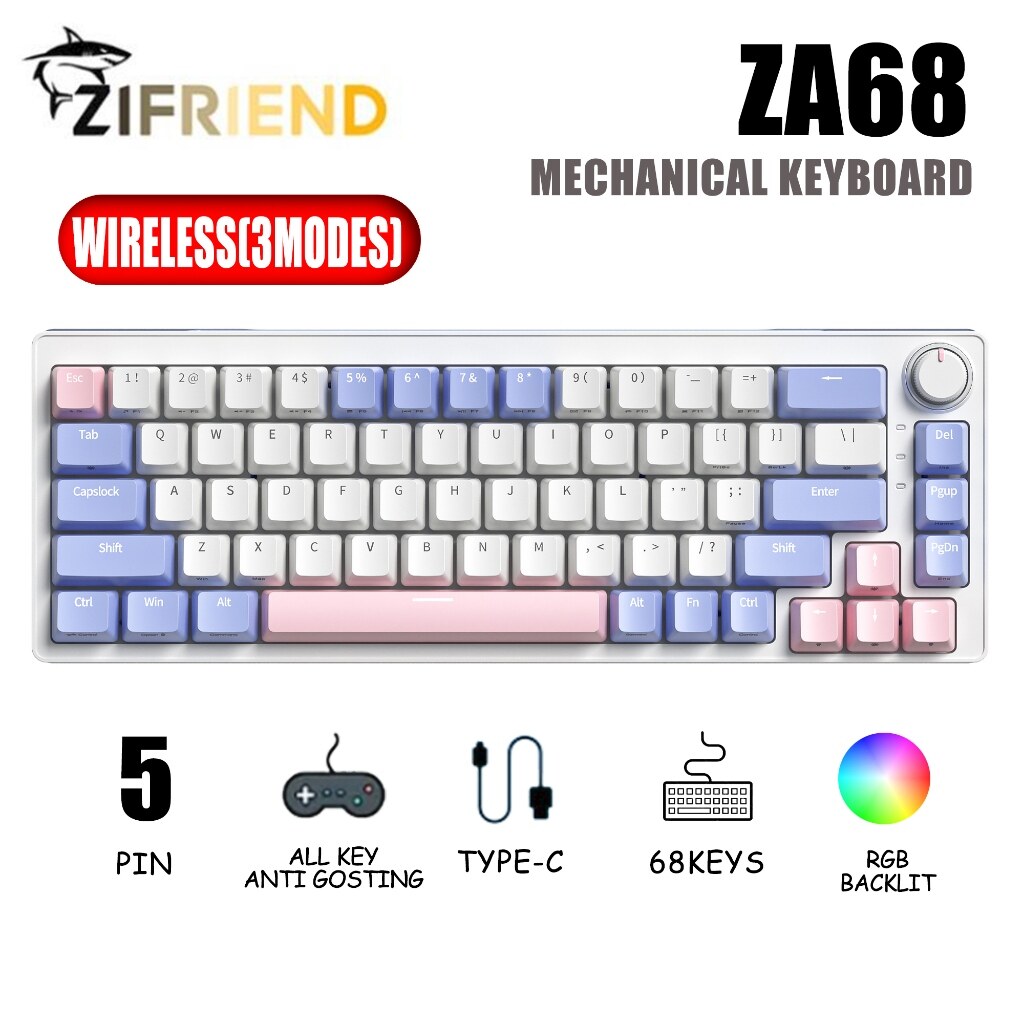 ZIFRIEND
ZA68
MECHANICAL KEYBOARD
WIRELESS(3MODES)
Esc 1! 2@ 3# 4$ 5% 6^ 7& 8* 9( 0) -_ =+ ←
Tab Q W E R T Y U I O P [{ }] \| Del
Capslock A S D F G H J K L '" ;: Enter Pgup
Shift Z X C V B N M ,< .> /? Shift ↑ PgDn
Ctrl Win Alt Alt Fn Ctrl ← ↓ →
5
PIN
ALL KEY
ANTI GOSTING
TYPE-C
68KEYS
RGB
BACKLIT